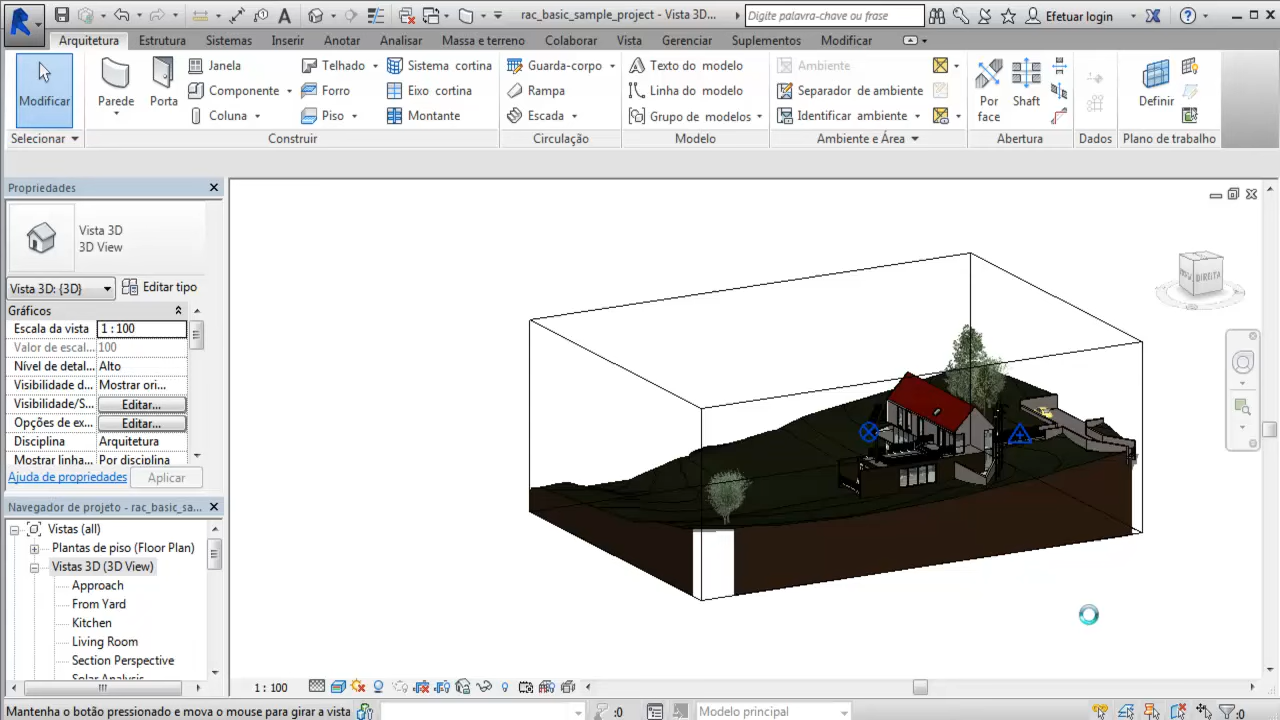 rac_basic_sample_project - Vista 3D...
Digite palavra-chave ou frase
Efetuar login
Arquitetura Estrutura Sistemas Inserir Anotar Analisar Massa e terreno Colaborar Vista Gerenciar Suplementos Modificar
Modificar
Selecionar
Parede
Porta
Janela
Componente
Coluna
Telhado
Forro
Piso
Sistema cortina
Eixo cortina
Montante
Construir
Guarda-corpo
Rampa
Escada
Circulação
Texto do modelo
Linha do modelo
Grupo de modelos
Modelo
Ambiente
Separador de ambiente
Identificar ambiente
Ambiente e Área
Por face
Shaft
Abertura
Dados
Definir
Plano de trabalho
Propriedades
Vista 3D
3D View
Vista 3D: {3D}
Editar tipo
Gráficos
Escala da vista 1 : 100
Valor de escal... 100
Nível de detal... Alto
Visibilidade d... Mostrar ori...
Visibilidade/S... Editar...
Opções de ex... Editar...
Disciplina Arquitetura
Mostrar linha... Por disciplina
Ajuda de propriedades
Aplicar
Navegador de projeto - rac_basic_sa...
Vistas (all)
Plantas de piso (Floor Plan)
Vistas 3D (3D View)
Approach
From Yard
Kitchen
Living Room
Section Perspective
Solar Analysis
DIREITA
1 : 100
Mantenha o botão pressionado e mova o mouse para girar a vista
:0
Modelo principal
:0